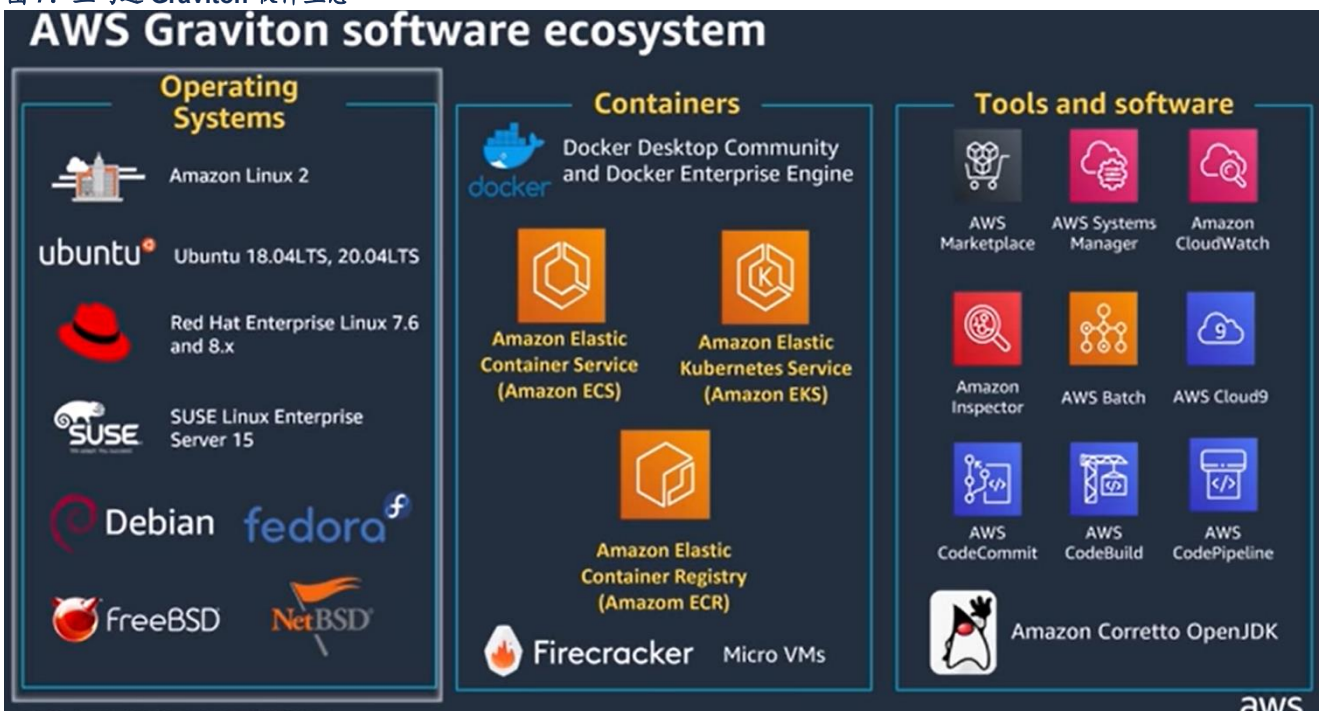 AWS Graviton software ecosystem
Operating
Systems
Amazon Linux 2
ubuntu
Ubuntu 18.04LTS, 20.04LTS
Red Hat Enterprise Linux 7.6
and 8.x
SUSE
SUSE Linux Enterprise
Server 15
Debian
fedora
FreeBSD
NetBSD
Containers
docker
Docker Desktop Community
and Docker Enterprise Engine
Amazon Elastic
Container Service
(Amazon ECS)
K
Amazon Elastic
Kubernetes Service
(Amazon EKS)
Amazon Elastic
Container Registry
(Amazom ECR)
Firecracker
Micro VMs
Tools and software
AWS
Marketplace
AWS Systems
Manager
Amazon
CloudWatch
Amazon
Inspector
AWS Batch
9
AWS Cloud9
AWS
CodeCommit
AWS
CodeBuild
AWS
CodePipeline
Amazon Corretto OpenJDK
aws